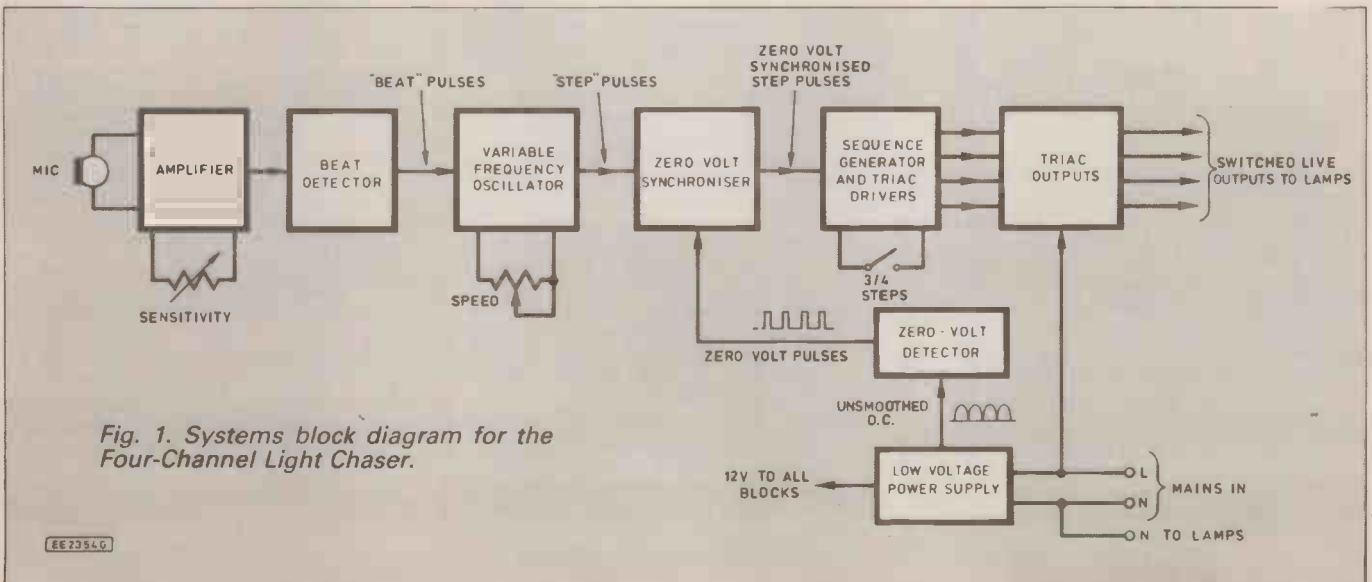 ZERO VOLT
SYNCHRONISED
STEP PULSES
"BEAT" PULSES
"STEP" PULSES
MIC
AMPLIFIER
BEAT
DETECTOR
VARIABLE
FREQUENCY
OSCILLATOR
ZERO VOLT
SYNCHRONISER
SEQUENCE
GENERATOR
AND TRIAC
DRIVERS
TRIAC
OUTPUTS
SWITCHED LIVE
OUTPUTS TO LAMPS
SENSITIVITY
SPEED
3/4
STEPS
ZERO VOLT PULSES
ZERO-VOLT
DETECTOR
UNSMOOTHED
D.C.
Fig. 1. Systems block diagram for the
Four-Channel Light Chaser.
12V TO ALL
BLOCKS
LOW VOLTAGE
POWER SUPPLY
L
N
MAINS IN
N TO LAMPS
EE2354G